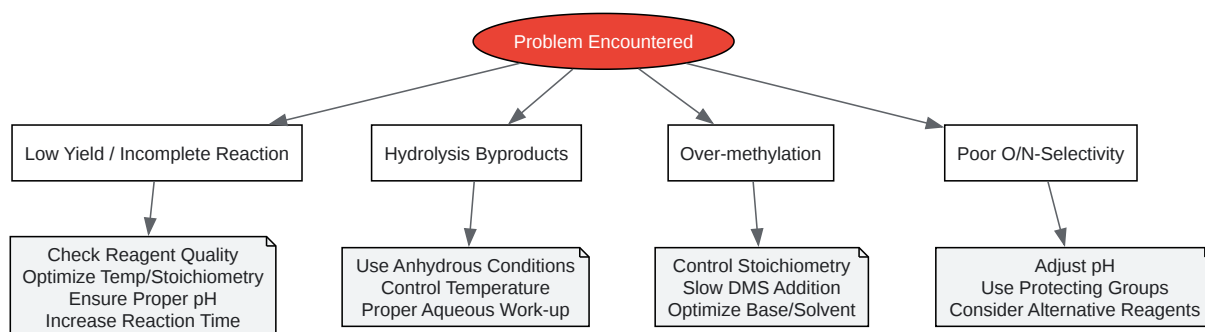 Problem Encountered
Low Yield / Incomplete Reaction
Hydrolysis Byproducts
Over-methylation
Poor O/N-Selectivity
Check Reagent Quality
Optimize Temp/Stoichiometry
Ensure Proper pH
Increase Reaction Time
Use Anhydrous Conditions
Control Temperature
Proper Aqueous Work-up
Control Stoichiometry
Slow DMS Addition
Optimize Base/Solvent
Adjust pH
Use Protecting Groups
Consider Alternative Reagents